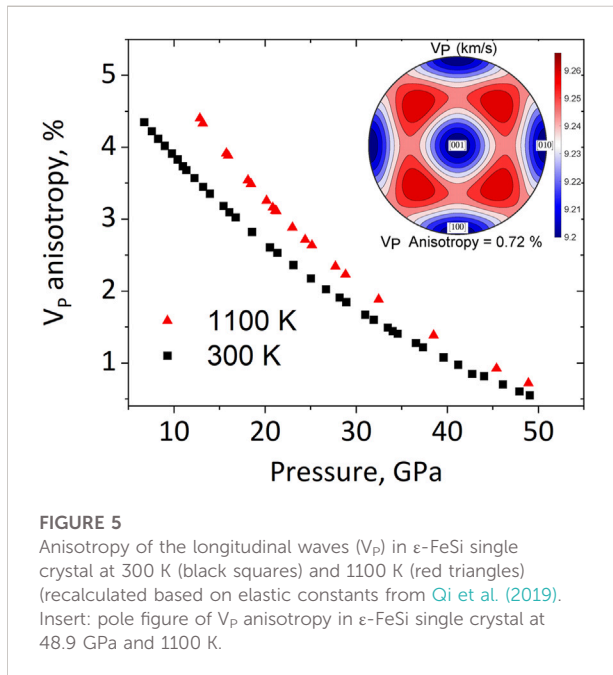 Vp (km/s)
9.26
9.25
9.24
9.23
9.22
9.21
9.2
001
010
[100]
Vp Anisotropy = 0.72 %
5
4
3
2
1
Vp anisotropy, %
1100 K
300 K
10 20 30 40 50
Pressure, GPa
FIGURE 5
Anisotropy of the longitudinal waves (VP) in ε-FeSi single
crystal at 300 K (black squares) and 1100 K (red triangles)
(recalculated based on elastic constants from Qi et al. (2019).
Insert: pole figure of VP anisotropy in ε-FeSi single crystal at
48.9 GPa and 1100 K.